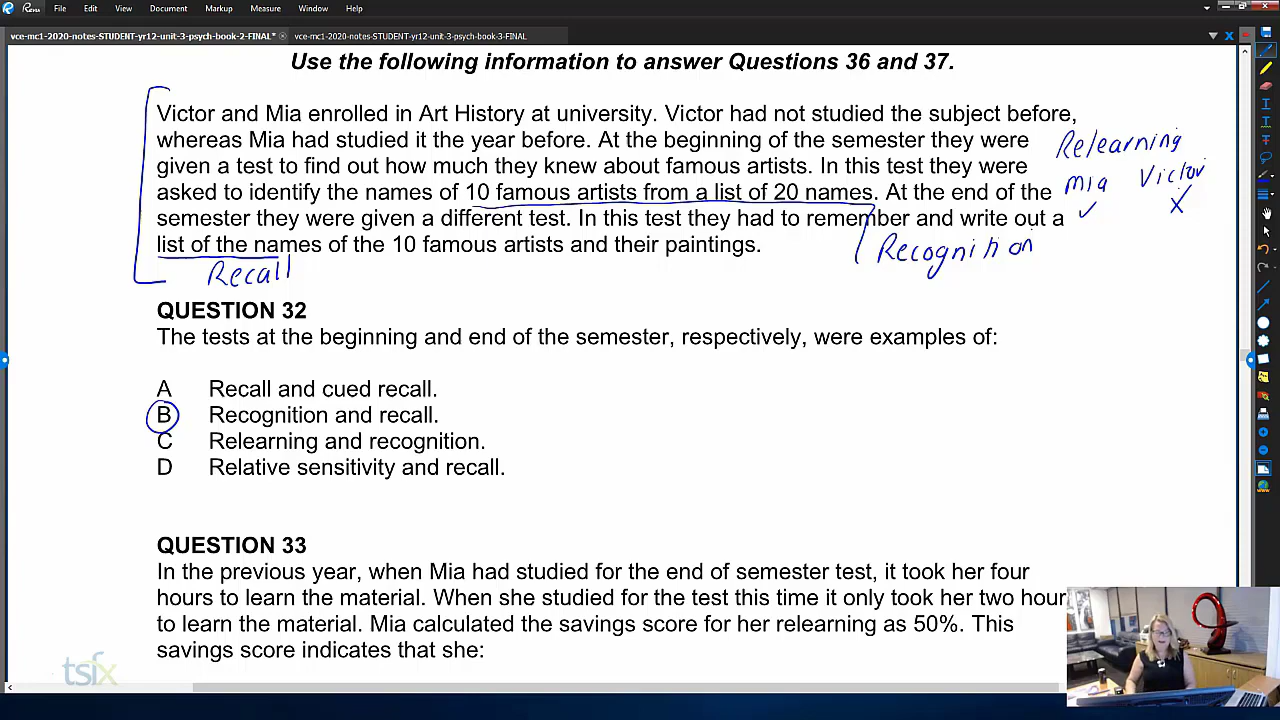 File Edit View Document Markup Measure Window Help
vce-mc1-2020-notes-STUDENT-yr12-unit-3-psych-book-2-FINAL* vce-mc1-2020-notes-STUDENT-yr12-unit-3-psych-book-3-FINAL
Use the following information to answer Questions 36 and 37.
Victor and Mia enrolled in Art History at university. Victor had not studied the subject before,
whereas Mia had studied it the year before. At the beginning of the semester they were
Relearning
given a test to find out how much they knew about famous artists. In this test they were
asked to identify the names of 10 famous artists from a list of 20 names. At the end of the
Mia Victor
semester they were given a different test. In this test they had to remember and write out a
list of the names of the 10 famous artists and their paintings.
Recognition
Recall
QUESTION 32
The tests at the beginning and end of the semester, respectively, were examples of:
A Recall and cued recall.
B Recognition and recall.
C Relearning and recognition.
D Relative sensitivity and recall.
QUESTION 33
In the previous year, when Mia had studied for the end of semester test, it took her four
hours to learn the material. When she studied for the test this time it only took her two hour
to learn the material. Mia calculated the savings score for her relearning as 50%. This
savings score indicates that she:
tsfx